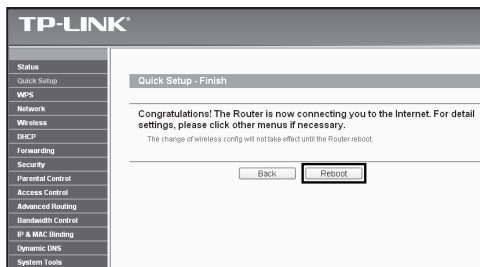 TP-LINK®
Status
Quick Setup
WPS
Network
Wireless
DHCP
Forwarding
Security
Parental Control
Access Control
Advanced Routing
Bandwidth Control
IP & MAC Binding
Dynamic DNS
System Tools
Quick Setup - Finish
Congratulations! The Router is now connecting you to the Internet. For detail
settings, please click other menus if necessary.
The change of wireless config will not take effect until the Router reboot.
Back
Reboot